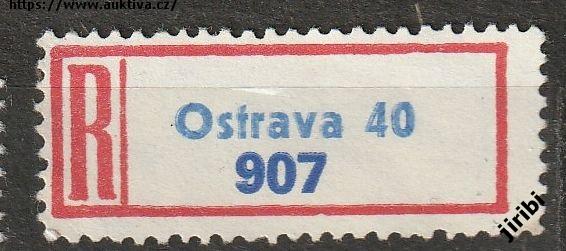 https://www.auktiva.cz/
R
Ostrava 40
907
jiribi